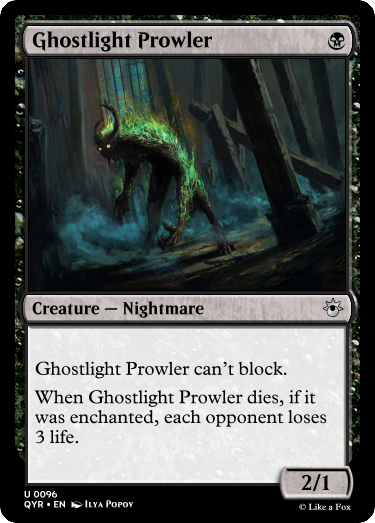 Ghostlight Prowler
Creature — Nightmare
Ghostlight Prowler can't block.
When Ghostlight Prowler dies, if it
was enchanted, each opponent loses
3 life.
2/1
U 0096
QYR • EN Ilya Popov
© Like a Fox